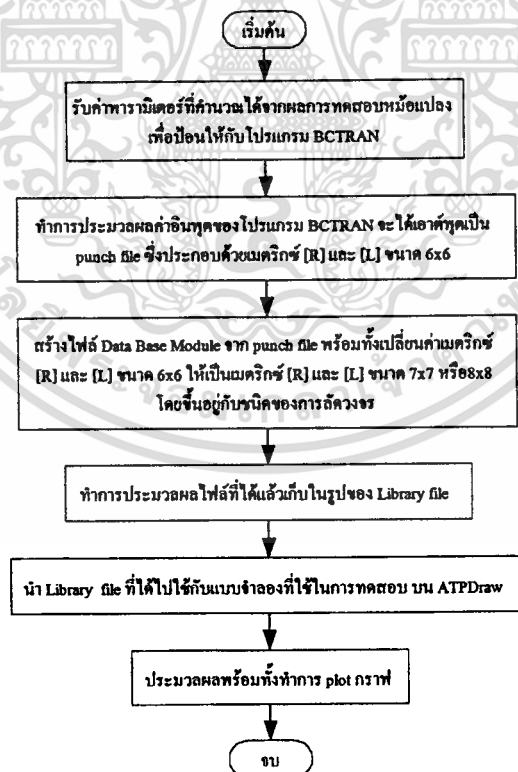 เริ่มต้น
รับค่าพารามิเตอร์ที่คำนวณได้จากผลการทดสอบหม้อแปลง
เพื่อป้อนให้กับโปรแกรม BCTRAN
ทำการประมวลผลค่าอินพุตของโปรแกรม BCTRAN จะได้เอาต์พุตเป็น
punch file ซึ่งประกอบด้วยเมตริกซ์ [R] และ [L] ขนาด 6x6
สร้างไฟล์ Data Base Module จาก punch file พร้อมทั้งเปลี่ยนค่าเมตริกซ์
[R] และ [L] ขนาด 6x6 ให้เป็นเมตริกซ์ [R] และ [L] ขนาด 7x7 หรือ8x8
โดยขึ้นอยู่กับชนิดของการลัดวงจร
ทำการประมวลผลไฟล์ที่ได้แล้วเก็บในรูปของ Library file
นำ Library file ที่ได้ไปใช้กับแบบจำลองที่ใช้ในการทดสอบ บน ATPDraw
ประมวลผลพร้อมทั้งทำการ plot กราฟ
จบ